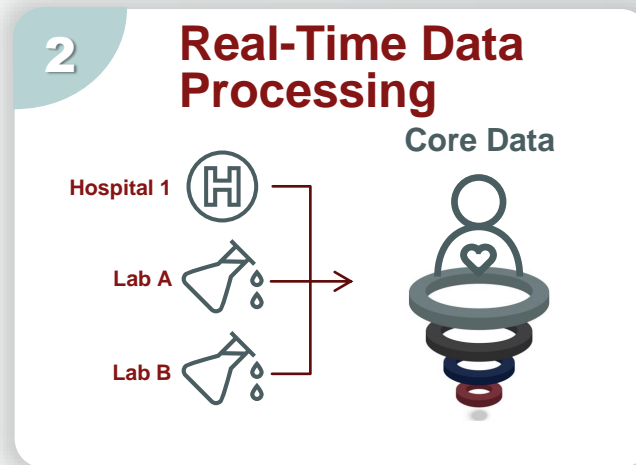 2
Real-Time Data
Processing
Core Data
Hospital 1
H
Lab A
Lab B